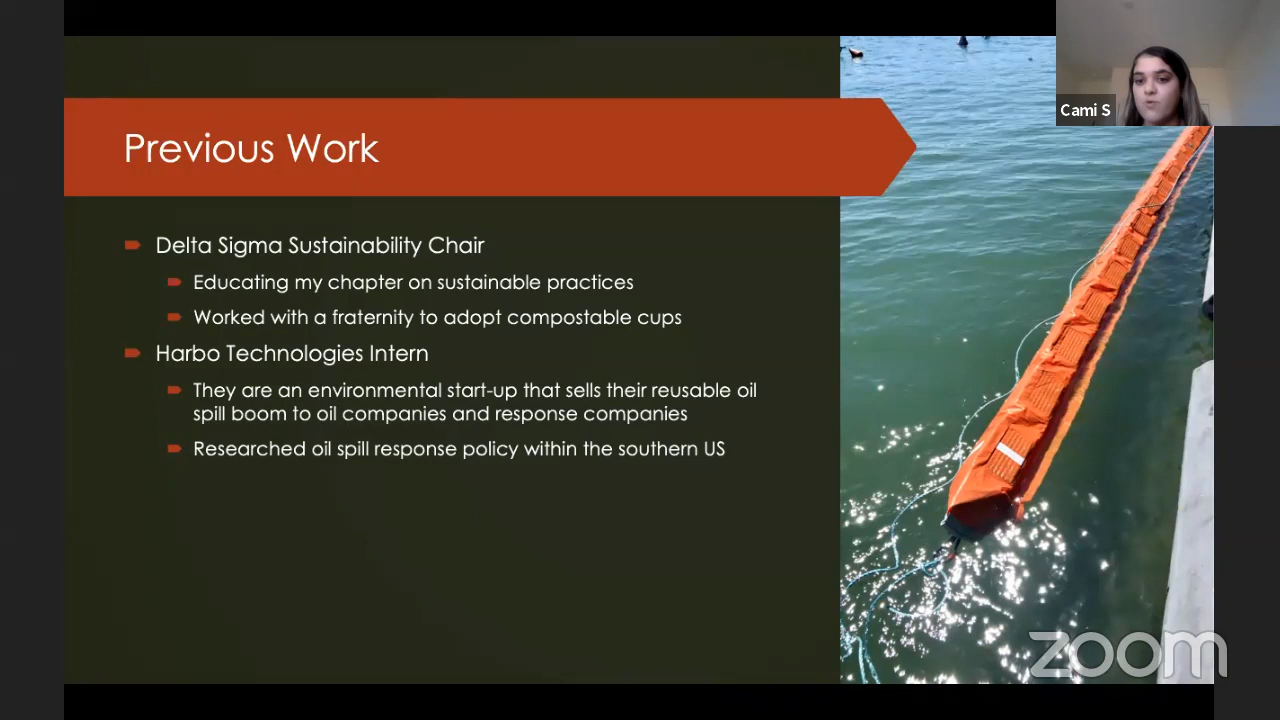 Cami S
Previous Work
Delta Sigma Sustainability Chair
Educating my chapter on sustainable practices
Worked with a fraternity to adopt compostable cups
Harbo Technologies Intern
They are an environmental start-up that sells their reusable oil
spill boom to oil companies and response companies
Researched oil spill response policy within the southern US
zoom